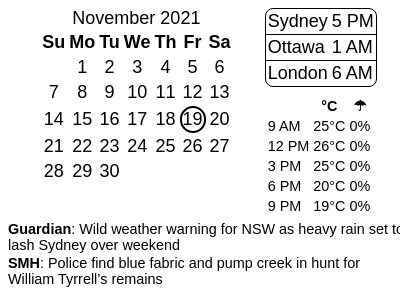 November 2021
Su Mo Tu We Th Fr Sa
1 2 3 4 5 6
7 8 9 10 11 12 13
14 15 16 17 18 19 20
21 22 23 24 25 26 27
28 29 30
Sydney 5 PM
Ottawa 1 AM
London 6 AM
°C ☂
9 AM 25°C 0%
12 PM 26°C 0%
3 PM 25°C 0%
6 PM 20°C 0%
9 PM 19°C 0%
Guardian: Wild weather warning for NSW as heavy rain set to
lash Sydney over weekend
SMH: Police find blue fabric and pump creek in hunt for
William Tyrrell’s remains